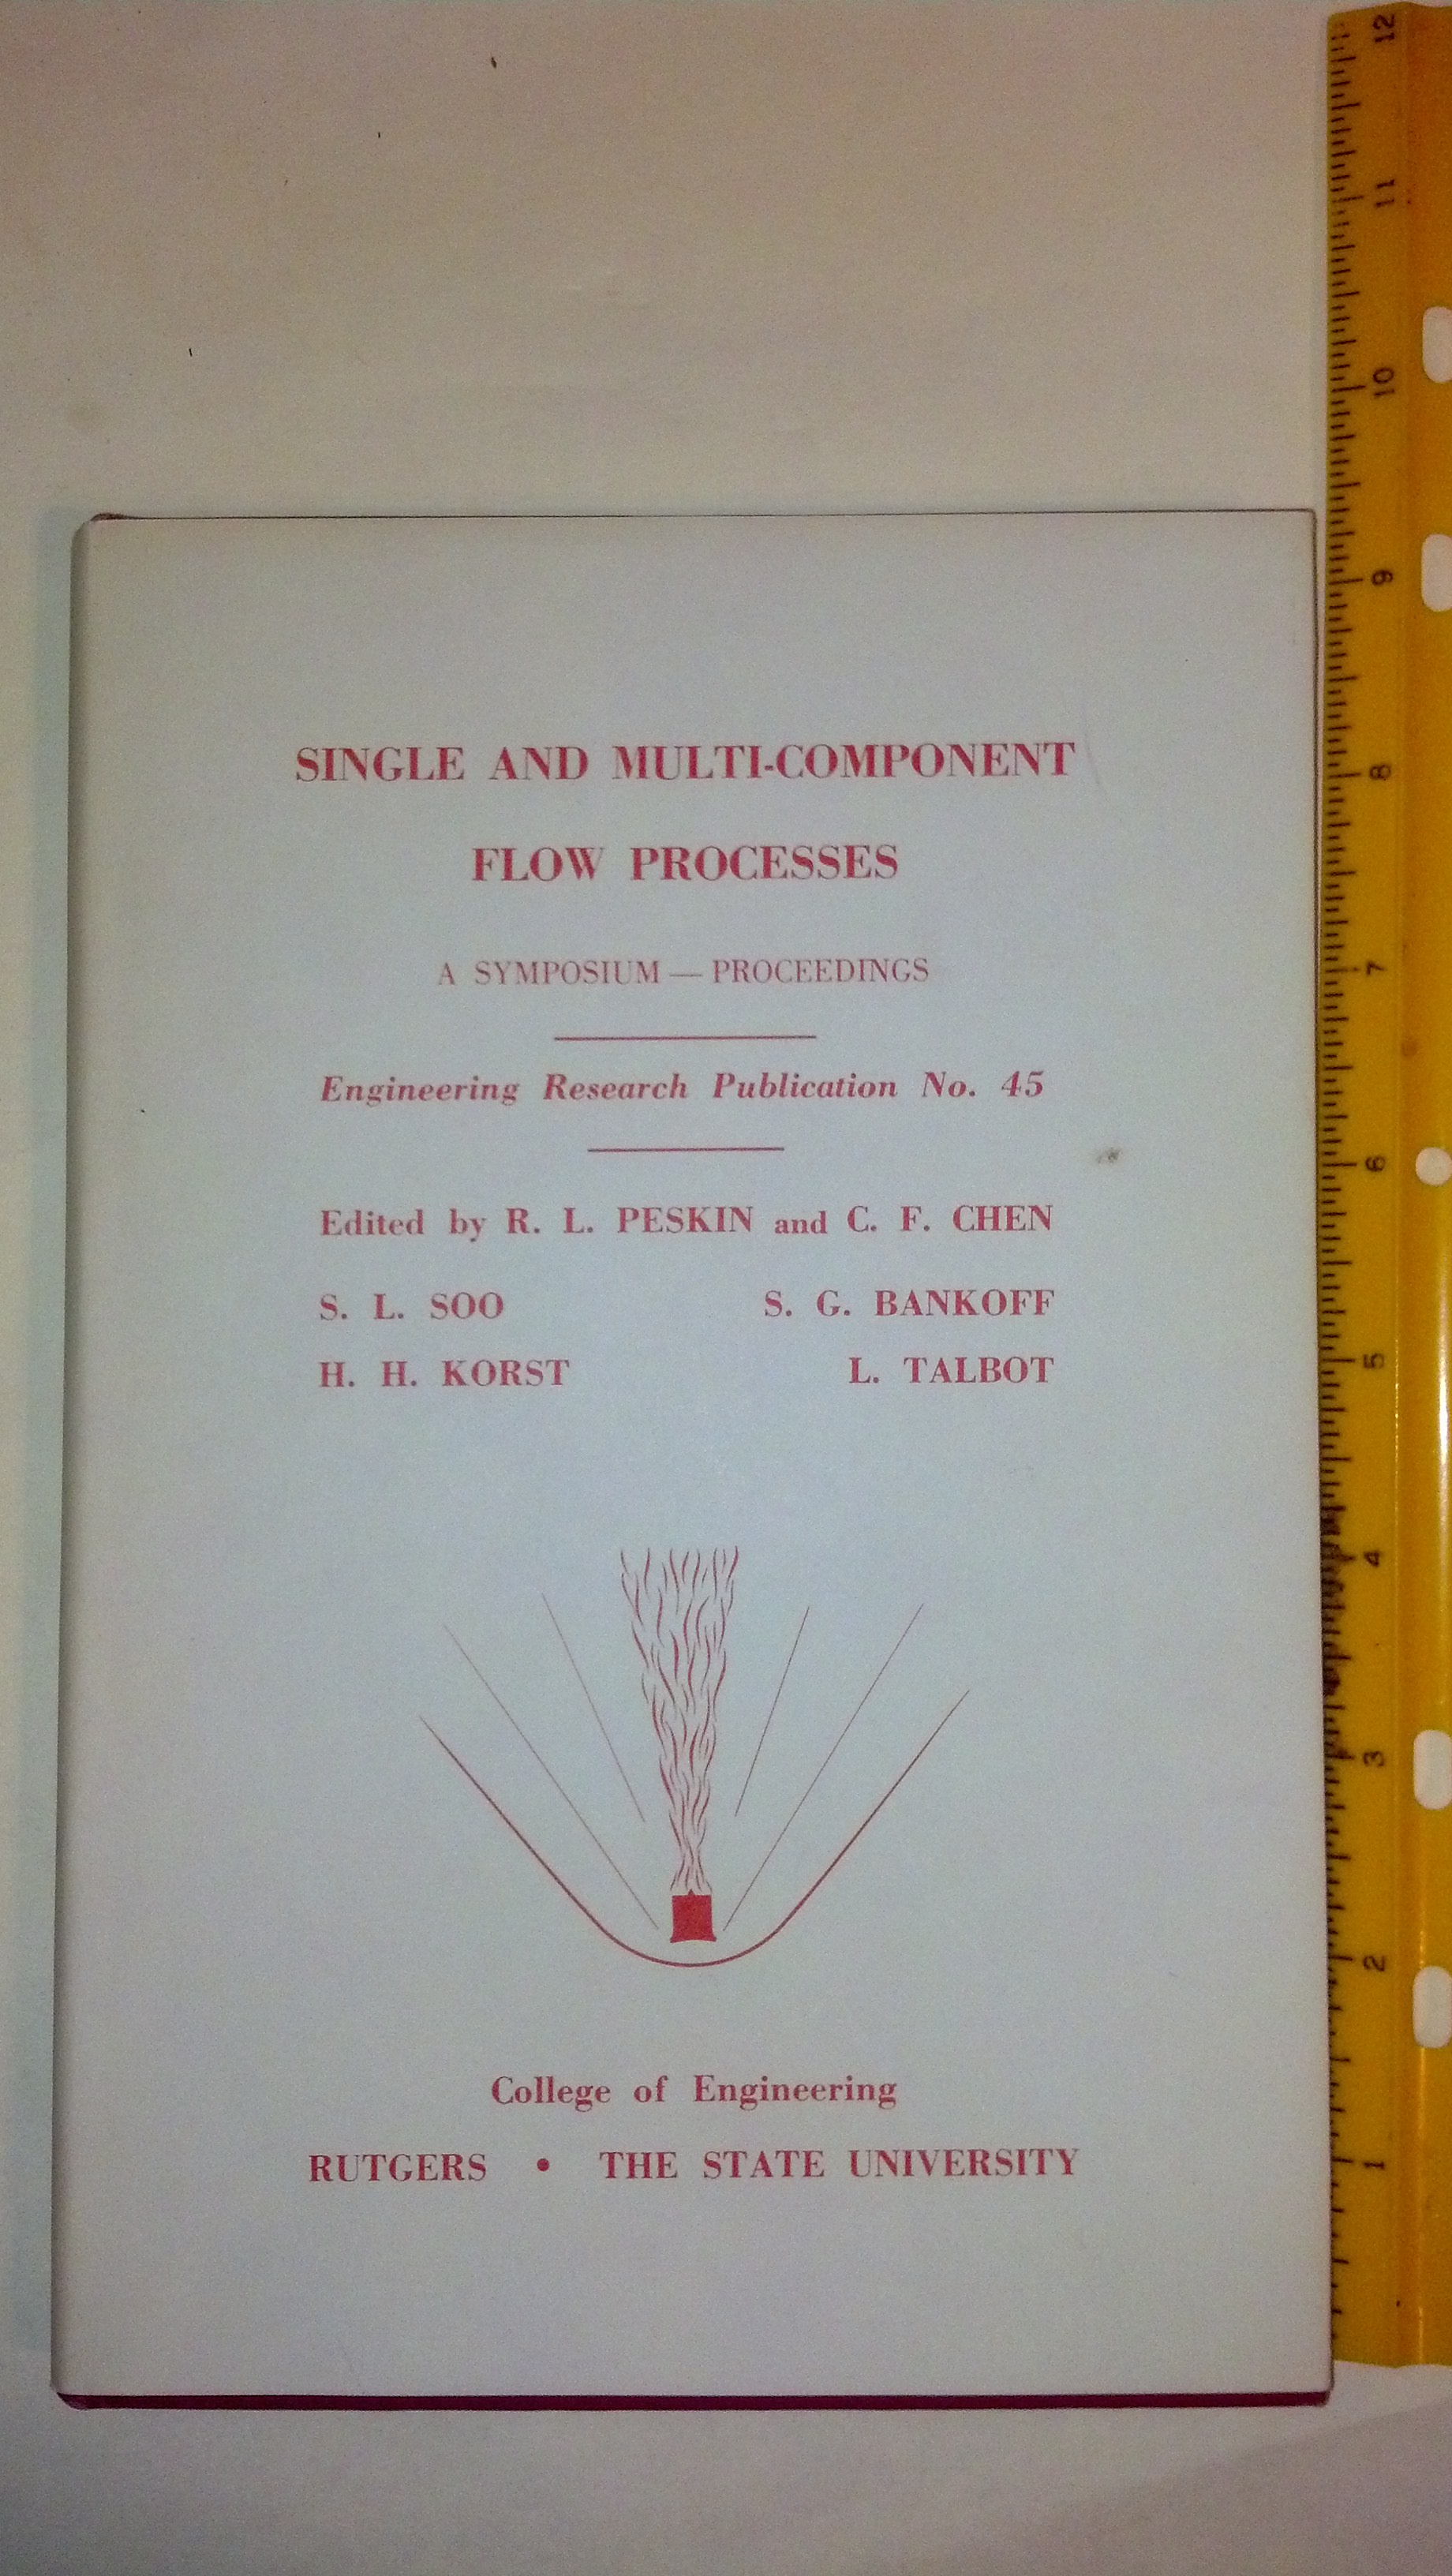 SINGLE AND MULTI-COMPONENT
FLOW PROCESSES
A SYMPOSIUM — PROCEEDINGS
Engineering Research Publication No. 45
Edited by R. L. PESKIN and C. F. CHEN
S. L. SOO S. G. BANKOFF
H. H. KORST L. TALBOT
College of Engineering
RUTGERS • THE STATE UNIVERSITY
12
11
10
9
8
7
6
5
4
3
2
1